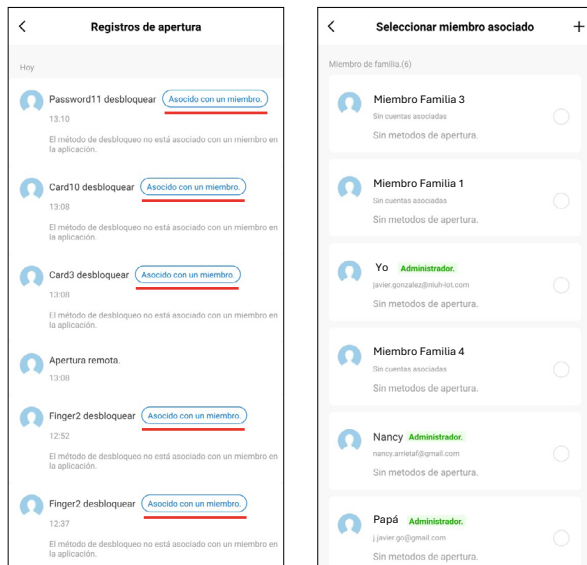 Registros de apertura
Hoy
Password11 desbloquear Asocido con un miembro.
13:10
El método de desbloqueo no está asociado con un miembro en
la aplicación.
Card10 desbloquear Asocido con un miembro.
13:08
El método de desbloqueo no está asociado con un miembro en
la aplicación.
Card3 desbloquear Asocido con un miembro.
13:08
El método de desbloqueo no está asociado con un miembro en
la aplicación.
Apertura remota.
13:08
Finger2 desbloquear Asocido con un miembro.
12:52
El método de desbloqueo no está asociado con un miembro en
la aplicación.
Finger2 desbloquear Asocido con un miembro.
12:37
El método de desbloqueo no está asociado con un miembro en
la aplicación.
Seleccionar miembro asociado +
Miembro de familia.(6)
Miembro Familia 3
Sin cuentas asociadas
Sin metodos de apertura.
Miembro Familia 1
Sin cuentas asociadas
Sin metodos de apertura.
Yo Administrador.
javier.gonzalez@niuh-iot.com
Sin metodos de apertura.
Miembro Familia 4
Sin cuentas asociadas
Sin metodos de apertura.
Nancy Administrador.
nancy.arrietaf@gmail.com
Sin metodos de apertura.
Papá Administrador.
j.javier.go@gmail.com
Sin metodos de apertura.